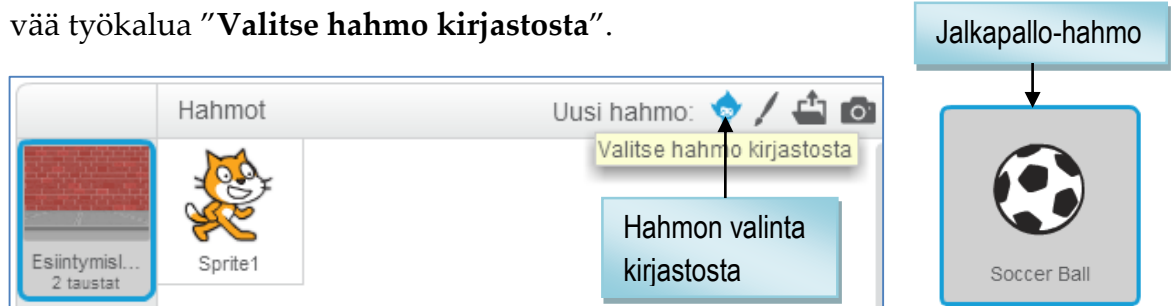 vää työkalua ”Valitse hahmo kirjastosta”.
Jalkapallo-hahmo
Hahmot
Uusi hahmo:
Valitse hahmo kirjastosta
Hahmon valinta
kirjastosta
Esiintymisl...
2 taustat
Sprite1
Soccer Ball